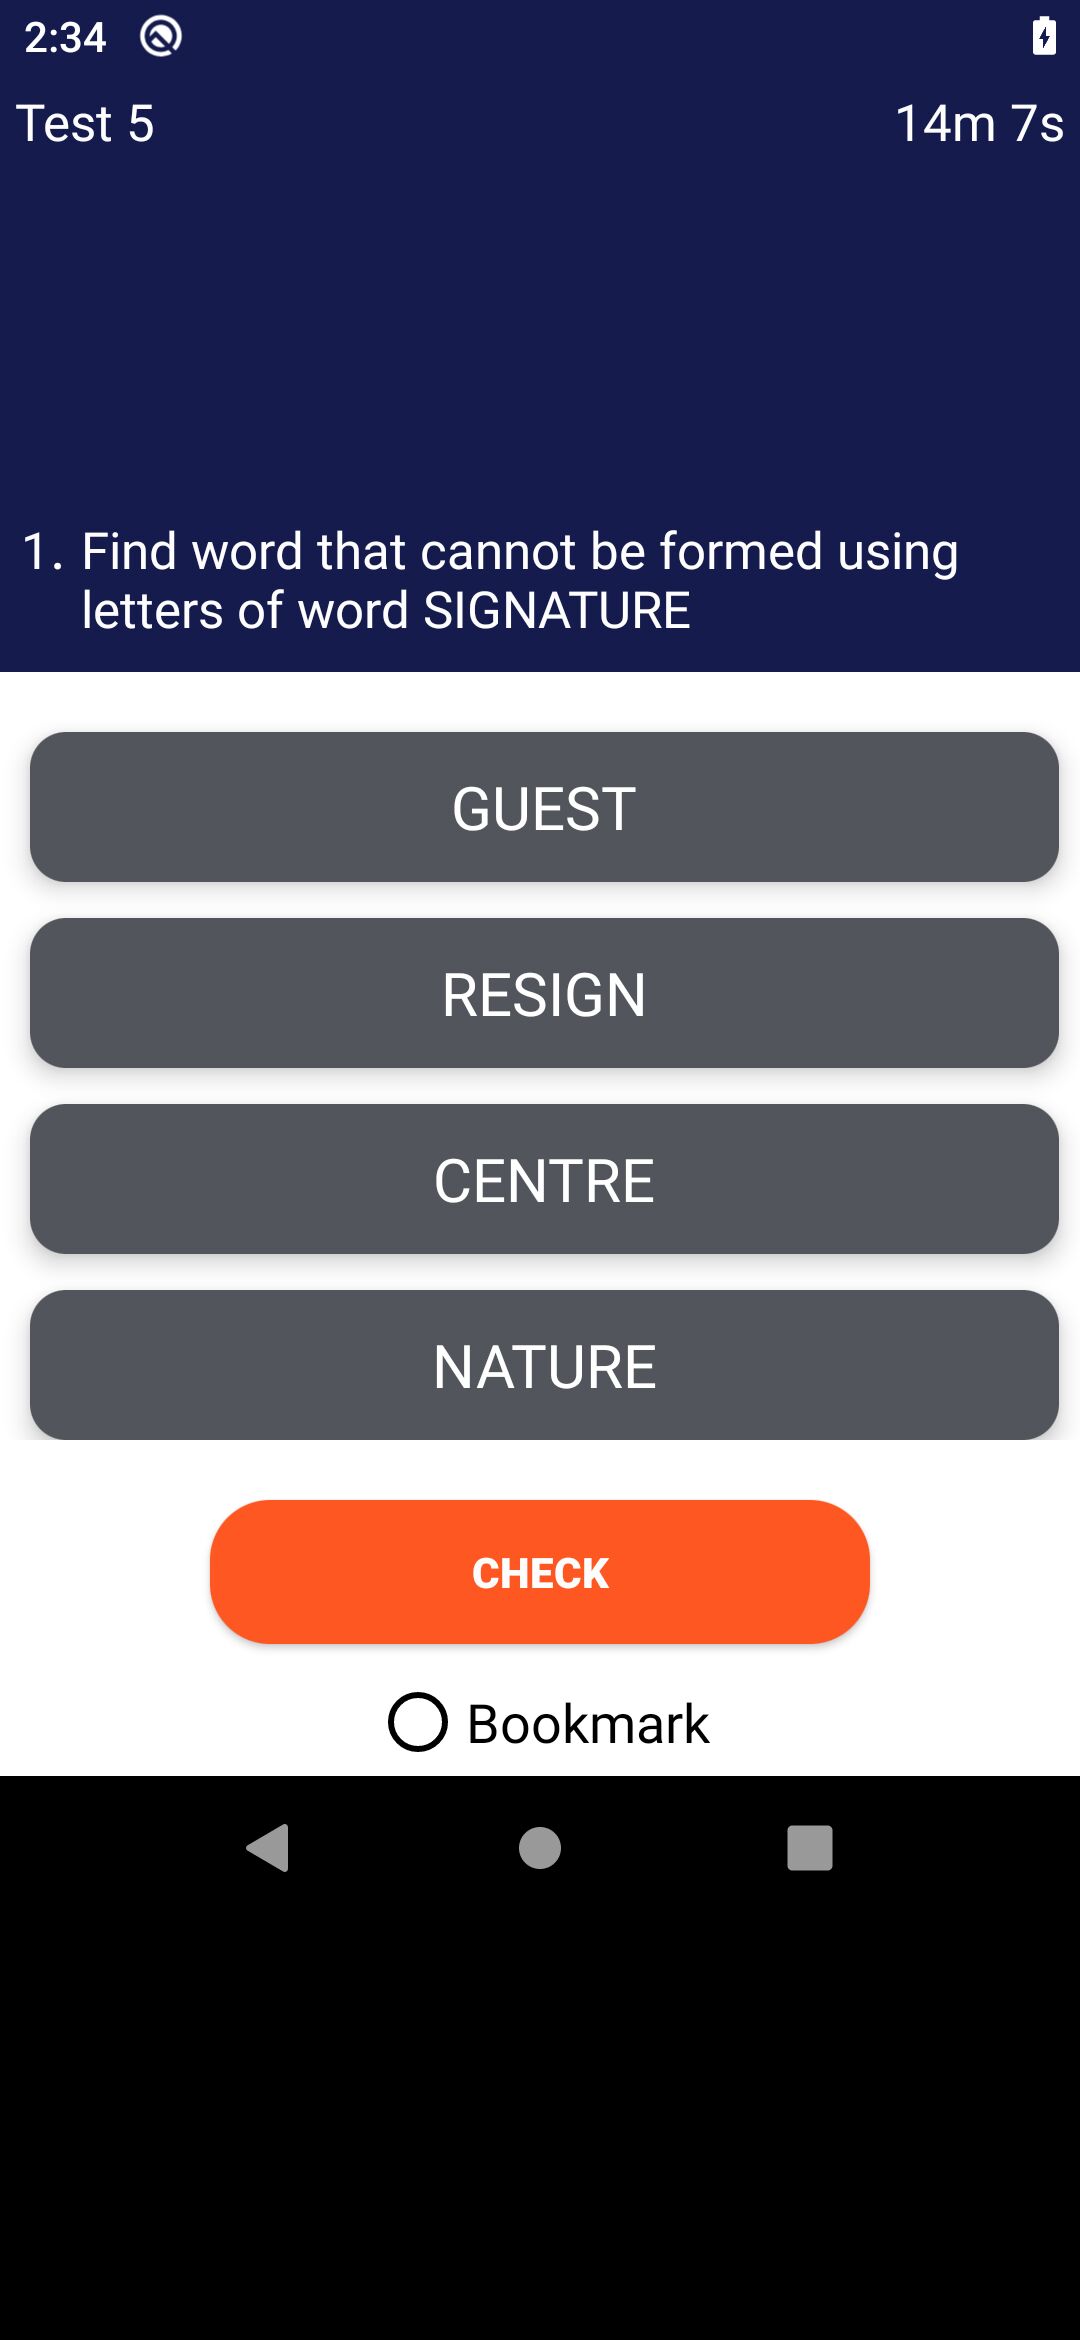 2:34
Test 5
14m 7s
1. Find word that cannot be formed using
letters of word SIGNATURE
GUEST
RESIGN
CENTRE
NATURE
CHECK
Bookmark